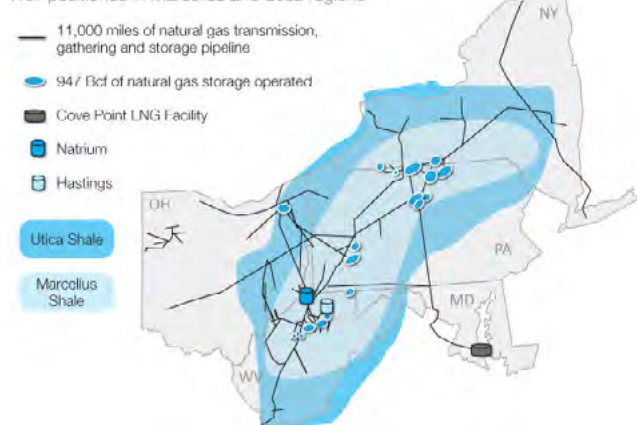 11,000 miles of natural gas transmission,
gathering and storage pipeline
947 Bcf of natural gas storage operated
Cove Point LNG Facility
Natrium
Hastings
Utica Shale
Marcellus
Shale
OH
WV
PA
MD
NY